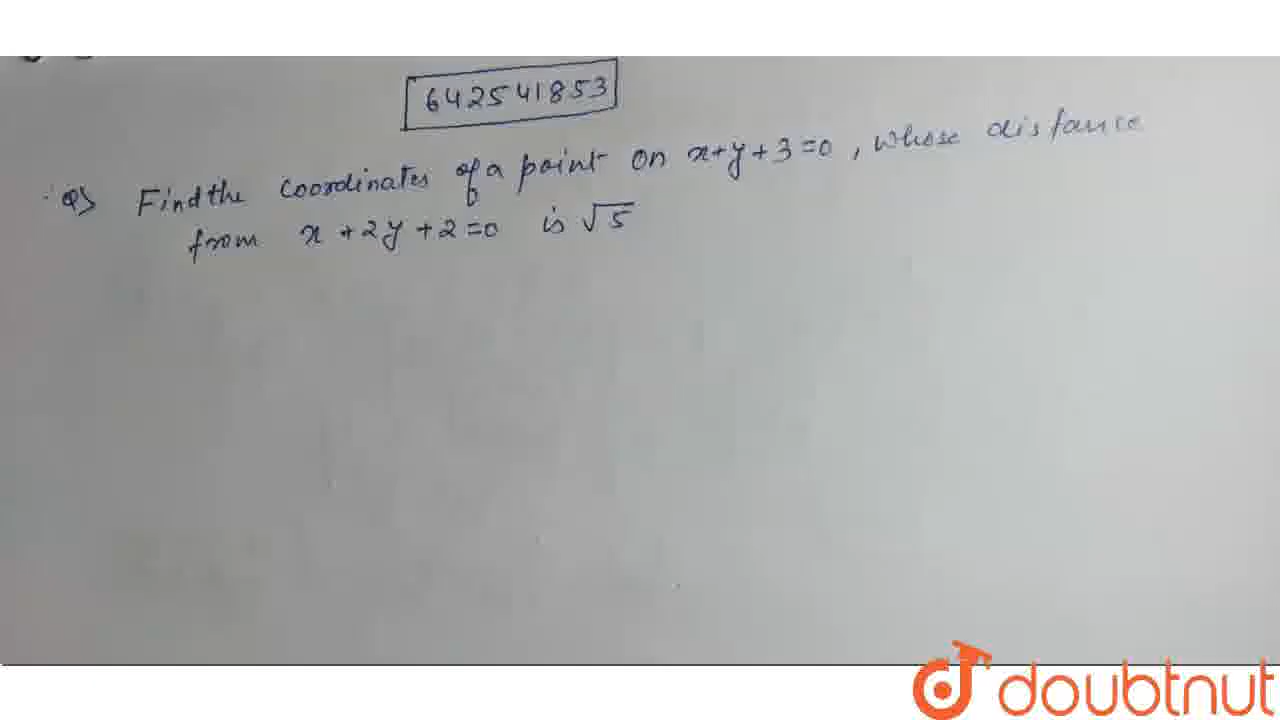 642541853
Q) Find the coordinates of a point on x+y+3=0, whose distance
from x+2y+2=0 is √5
doubtnut